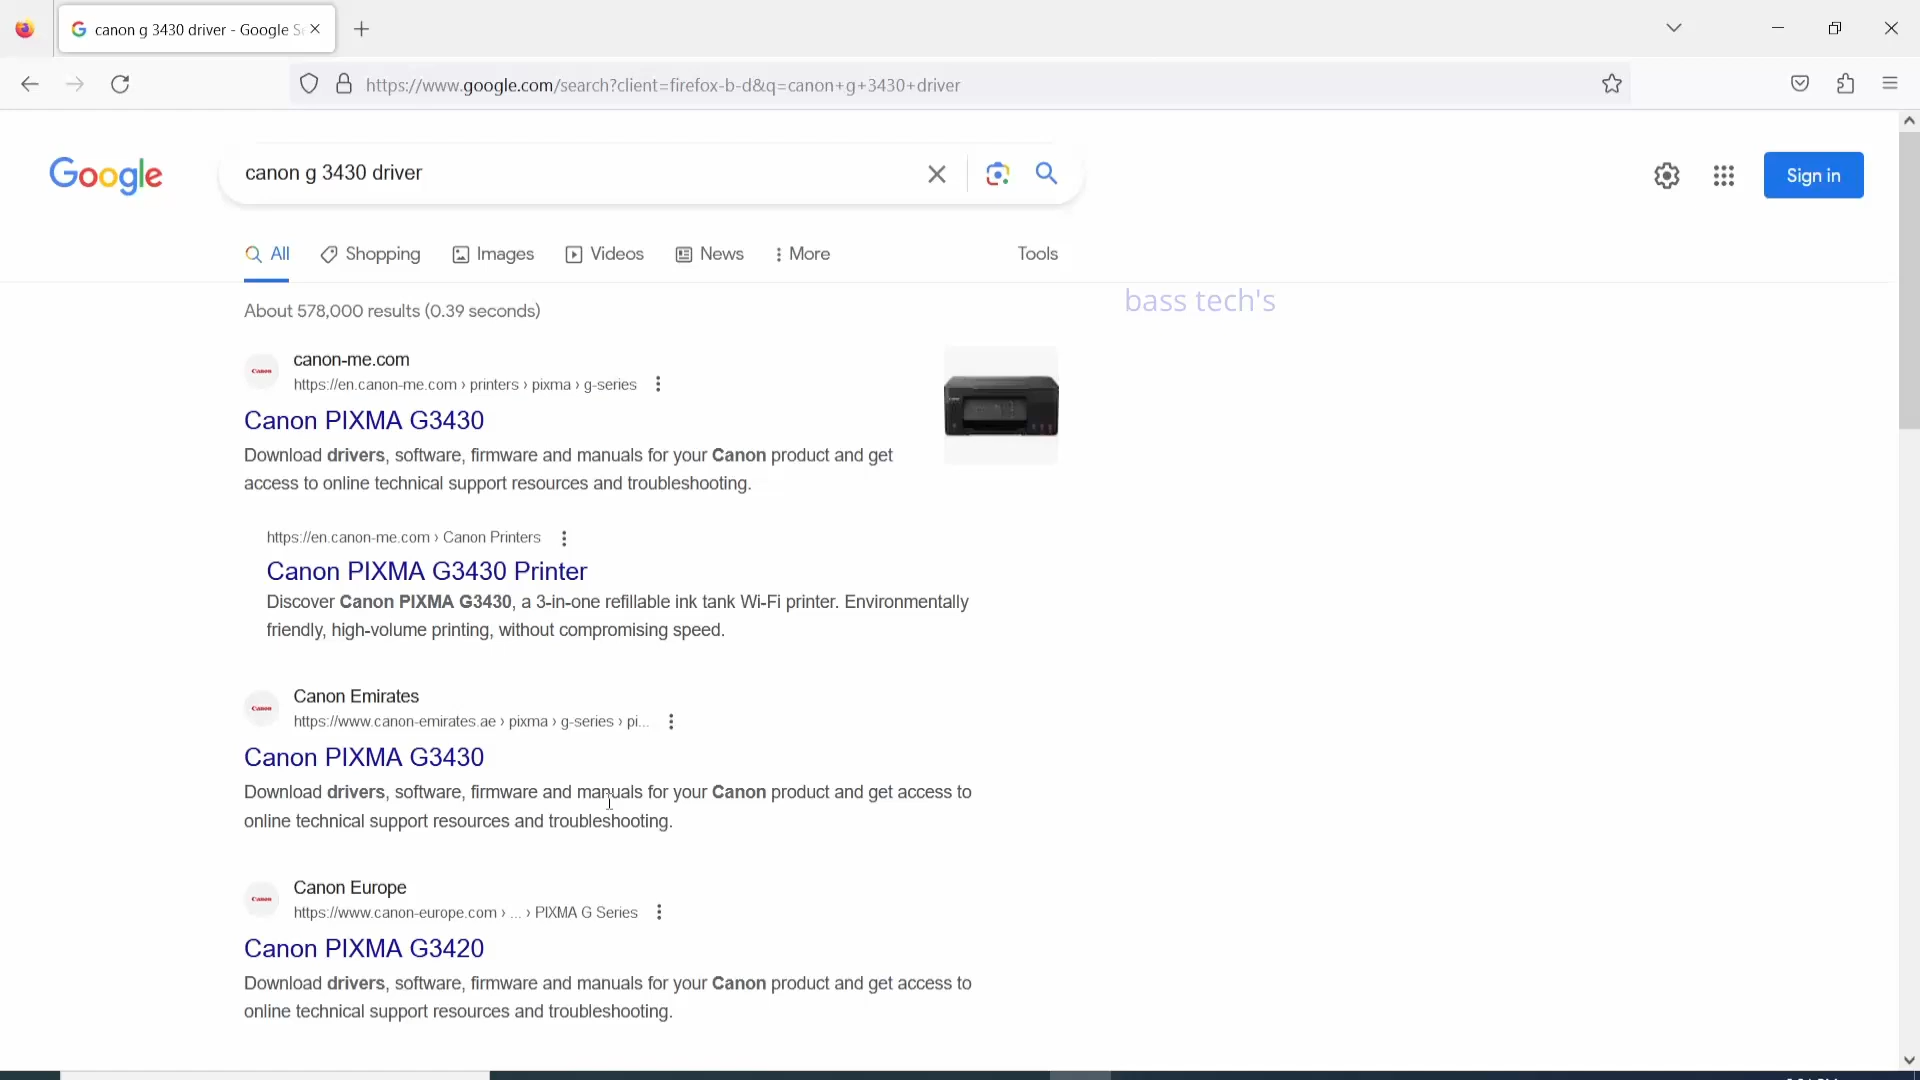 canon g 3430 driver - Google Se
https://www.google.com/search?client=firefox-b-d&q=canon+g+3430+driver
Google
canon g 3430 driver
Sign in
All
Shopping
Images
Videos
News
More
Tools
About 578,000 results (0.39 seconds)
bass tech's
Canon
canon-me.com
https://en.canon-me.com › printers › pixma › g-series
Canon PIXMA G3430
Download drivers, software, firmware and manuals for your Canon product and get
access to online technical support resources and troubleshooting.
https://en.canon-me.com › Canon Printers
Canon PIXMA G3430 Printer
Discover Canon PIXMA G3430, a 3-in-one refillable ink tank Wi-Fi printer. Environmentally
friendly, high-volume printing, without compromising speed.
Canon
Canon Emirates
https://www.canon-emirates.ae › pixma › g-series › pi...
Canon PIXMA G3430
Download drivers, software, firmware and manuals for your Canon product and get access to
online technical support resources and troubleshooting.
Canon
Canon Europe
https://www.canon-europe.com › ... › PIXMA G Series
Canon PIXMA G3420
Download drivers, software, firmware and manuals for your Canon product and get access to
online technical support resources and troubleshooting.